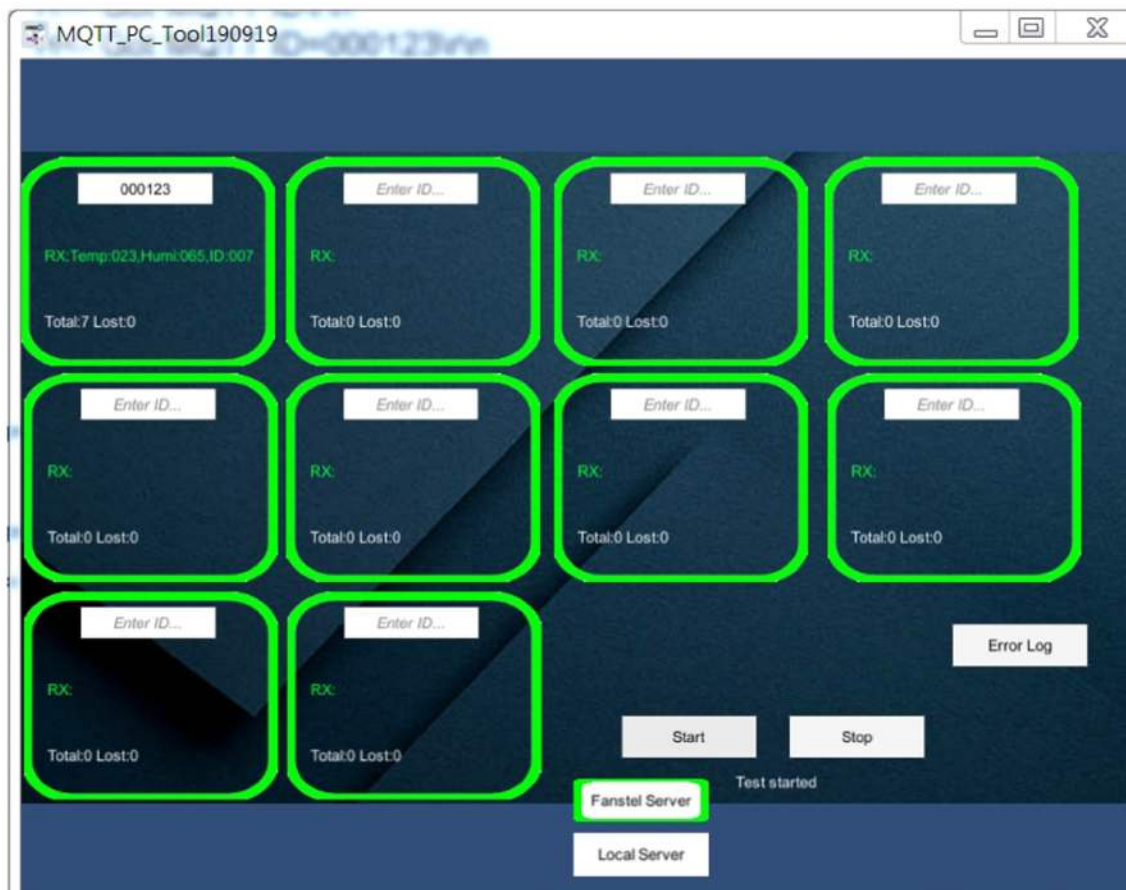 MQTT_PC_Tool190919
ID=000123\r\n
000123
Enter ID...
Enter ID...
Enter ID...
RX:Temp:023,Humi:065,ID:007
RX:
RX:
RX:
Total:7 Lost:0
Total:0 Lost:0
Total:0 Lost:0
Total:0 Lost:0
Enter ID...
Enter ID...
Enter ID...
Enter ID...
RX:
RX:
RX:
RX:
Total:0 Lost:0
Total:0 Lost:0
Total:0 Lost:0
Total:0 Lost:0
Enter ID...
Enter ID...
RX:
RX:
Total:0 Lost:0
Total:0 Lost:0
Error Log
Start
Stop
Test started
Fanstel Server
Local Server